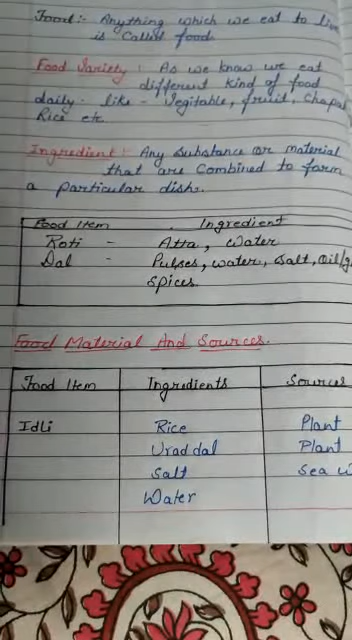 Food :- Anything which we eat to live
is Called food.
Food Variety : As we know we eat
different kind of food
daily. like - Vegitable, fruit, Chapa
Rice etc
Ingredient :- Any substance or material
that are Combined to form
a particular dish.
Food Item Ingredient
Roti - Atta, water
Dal - Pulses, water, salt, Oil/g
spices
Food Material And Sources.
Food Item Ingredients Sources
Idli Rice Plant
Urad dal Plant
Salt Sea w
Water